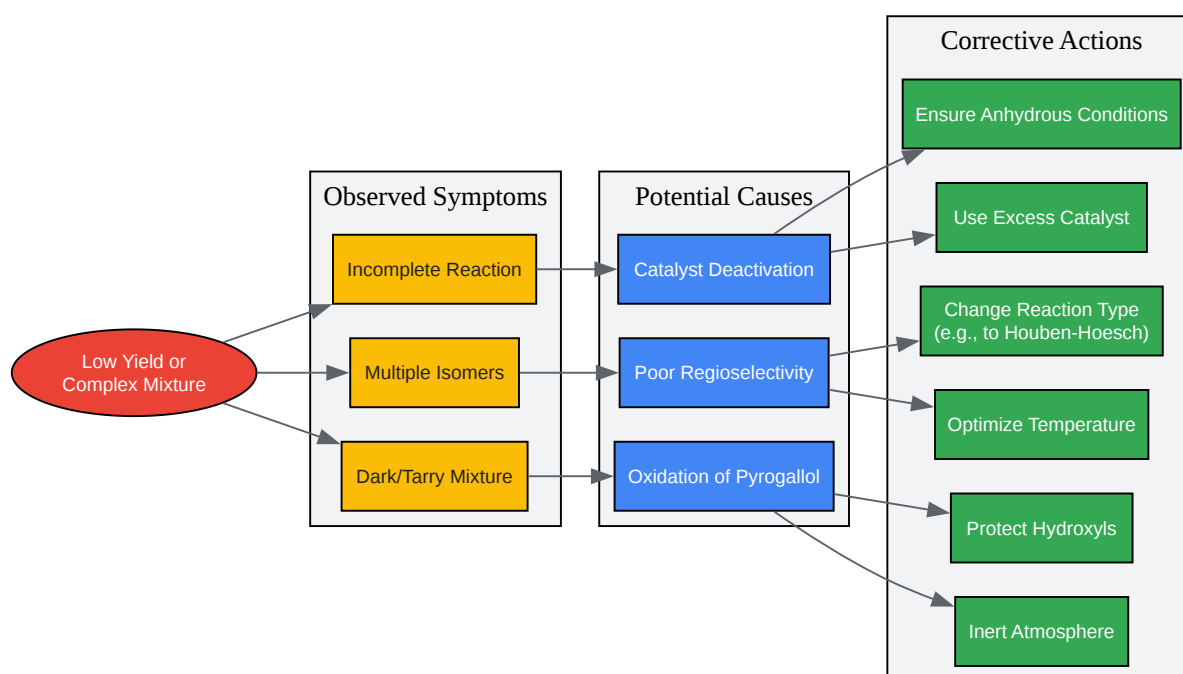 Corrective Actions
Ensure Anhydrous Conditions
Observed Symptoms
Potential Causes
Use Excess Catalyst
Incomplete Reaction
Catalyst Deactivation
Change Reaction Type
(e.g., to Houben-Hoesch)
Low Yield or
Complex Mixture
Multiple Isomers
Poor Regioselectivity
Optimize Temperature
Dark/Tarry Mixture
Oxidation of Pyrogallol
Protect Hydroxyls
Inert Atmosphere